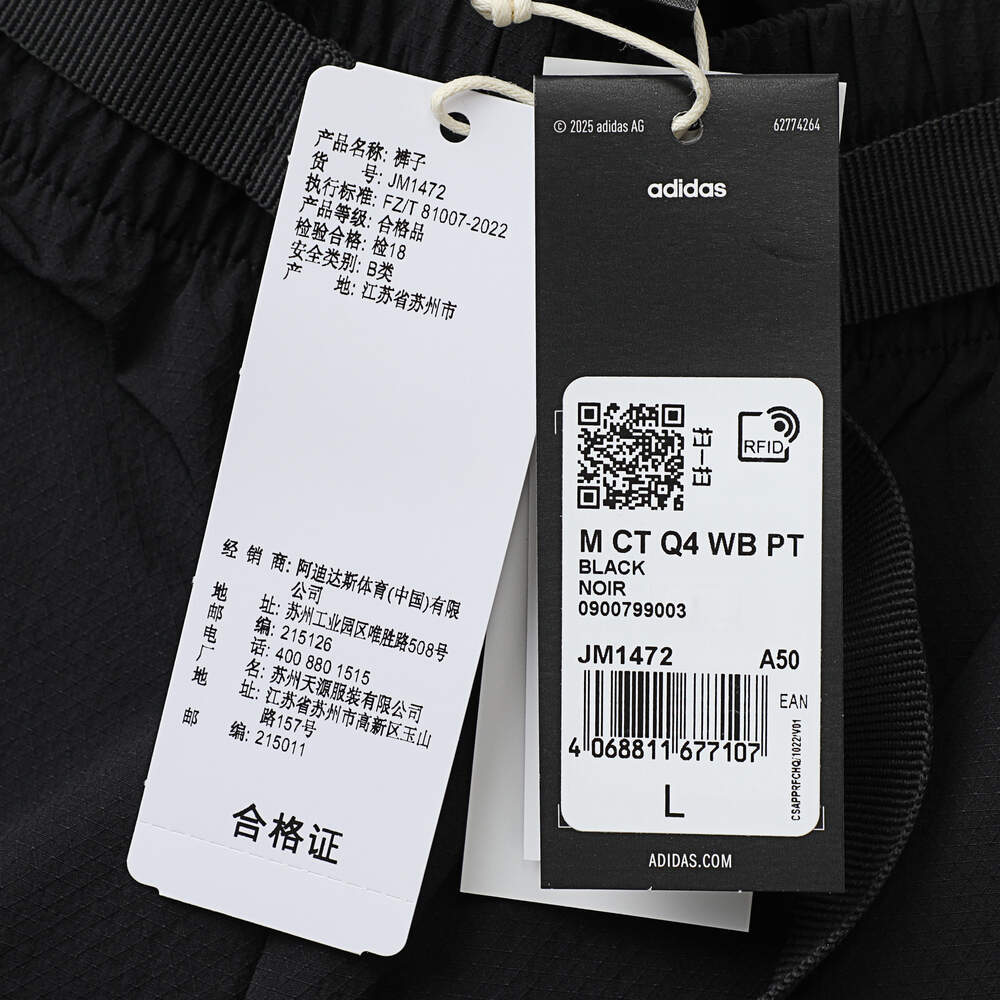 产品名称: 裤子
货 号: JM1472
执行标准: FZ/T 81007-2022
产品等级: 合格品
检验合格: 检18
安全类别: B类
产 地: 江苏省苏州市
经 销 商: 阿迪达斯体育(中国)有限
公司
地 址: 苏州工业园区唯胜路508号
邮 编: 215126
电 话: 400 880 1515
厂 名: 苏州天源服装有限公司
地 址: 江苏省苏州市高新区玉山
路157号
邮 编: 215011
合格证
© 2025 adidas AG 62774264
adidas
扫一扫
RFID
M CT Q4 WB PT
BLACK
NOIR
0900799003
JM1472 A50
EAN
4 068811 677107
CSAPPRFCHQ/1022/V01
L
ADIDAS.COM